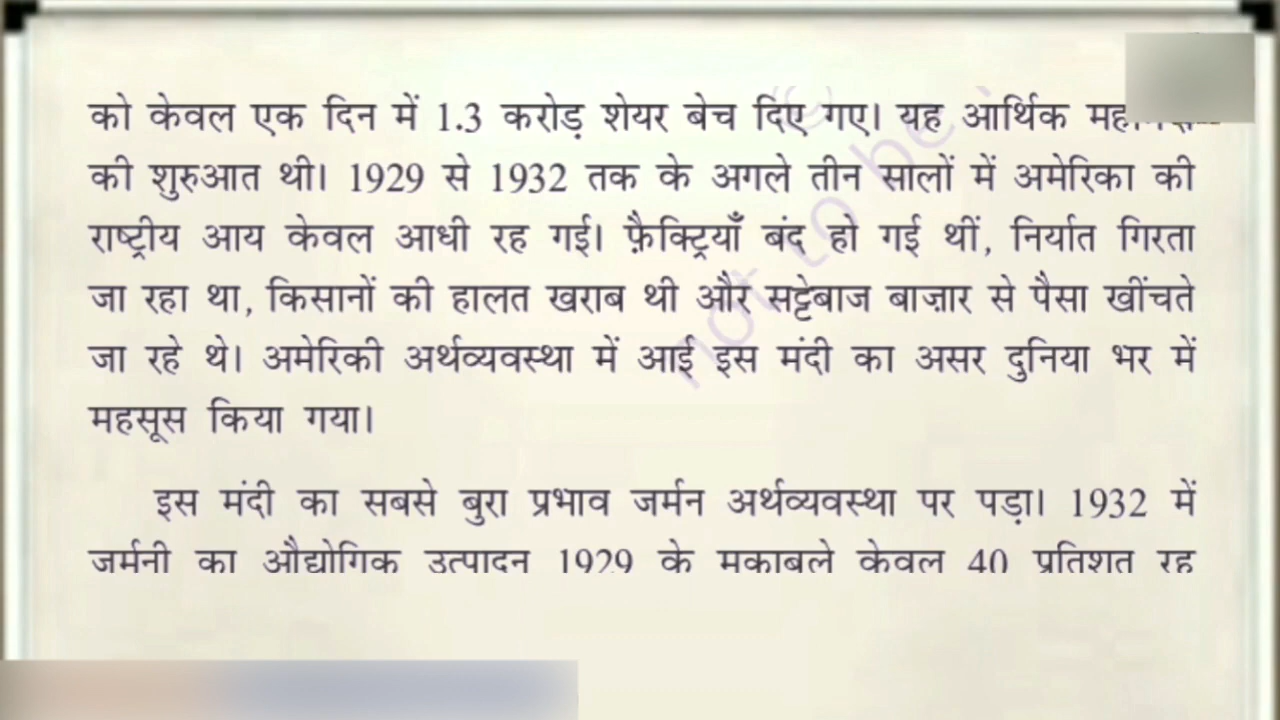 को केवल एक दिन में 1.3 करोड़ शेयर बेच दिए गए। यह आर्थिक
की शुरुआत थी। 1929 से 1932 तक के अगले तीन सालों में अमेरिका की
राष्ट्रीय आय केवल आधी रह गई। फ़ैक्ट्रियाँ बंद हो गई थीं, निर्यात गिरता
जा रहा था, किसानों की हालत खराब थी और सट्टेबाज बाज़ार से पैसा खींचते
जा रहे थे। अमेरिकी अर्थव्यवस्था में आई इस मंदी का असर दुनिया भर में
महसूस किया गया।
इस मंदी का सबसे बुरा प्रभाव जर्मन अर्थव्यवस्था पर पड़ा। 1932 में
जर्मनी का औद्योगिक उत्पादन 1929 के मुकाबले केवल 40 प्रतिशत रह
not to be